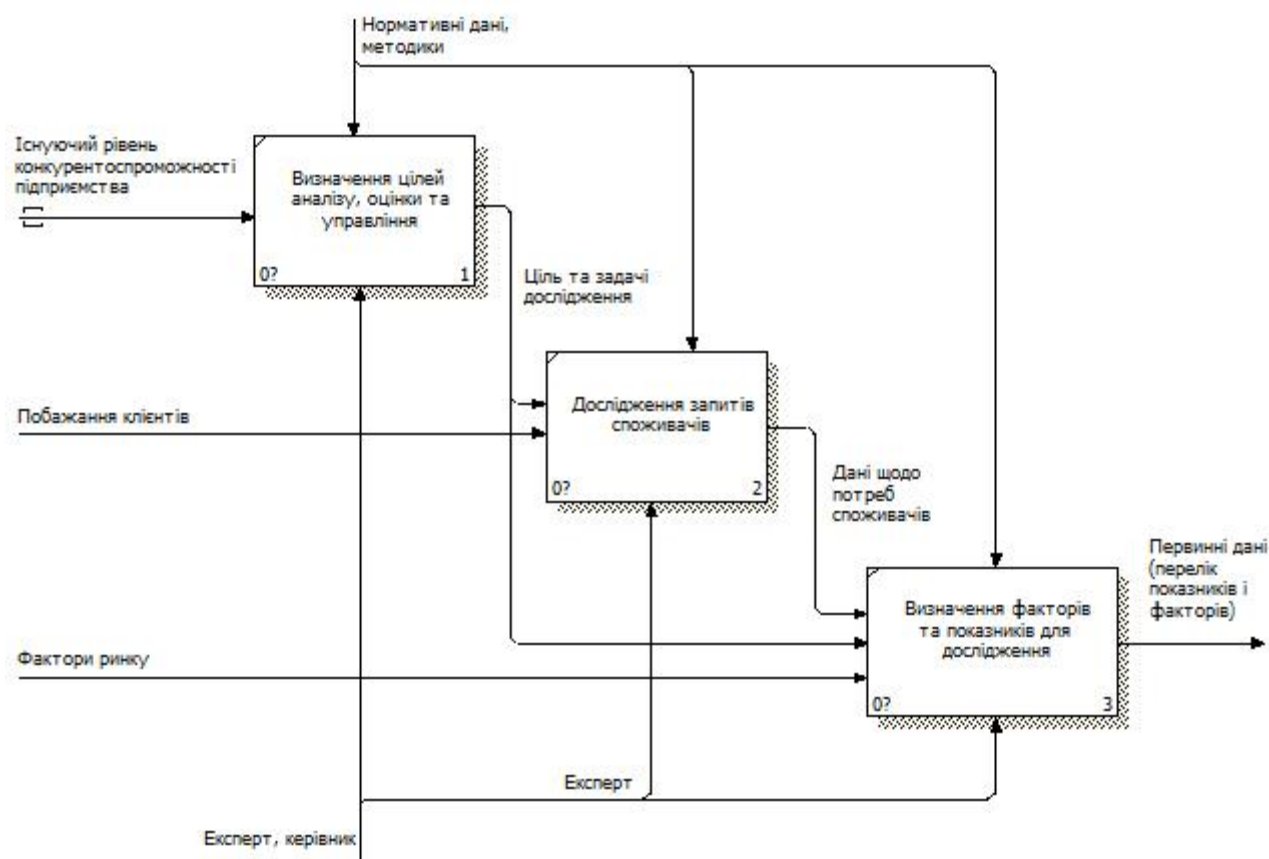 Нормативні дані,
методики
Існуючий рівень
конкурентоспроможності
підприємства
Визначення цілей
аналізу, оцінки та
управління
0?
1
Ціль та задачі
дослідження
Побажання клієнтів
Дослідження запитів
споживачів
0?
2
Дані щодо
потреб
споживачів
Первинні дані
(перелік
показників і
факторів)
Визначення факторів
та показників для
дослідження
0?
3
Фактори ринку
Експерт
Експерт, керівник